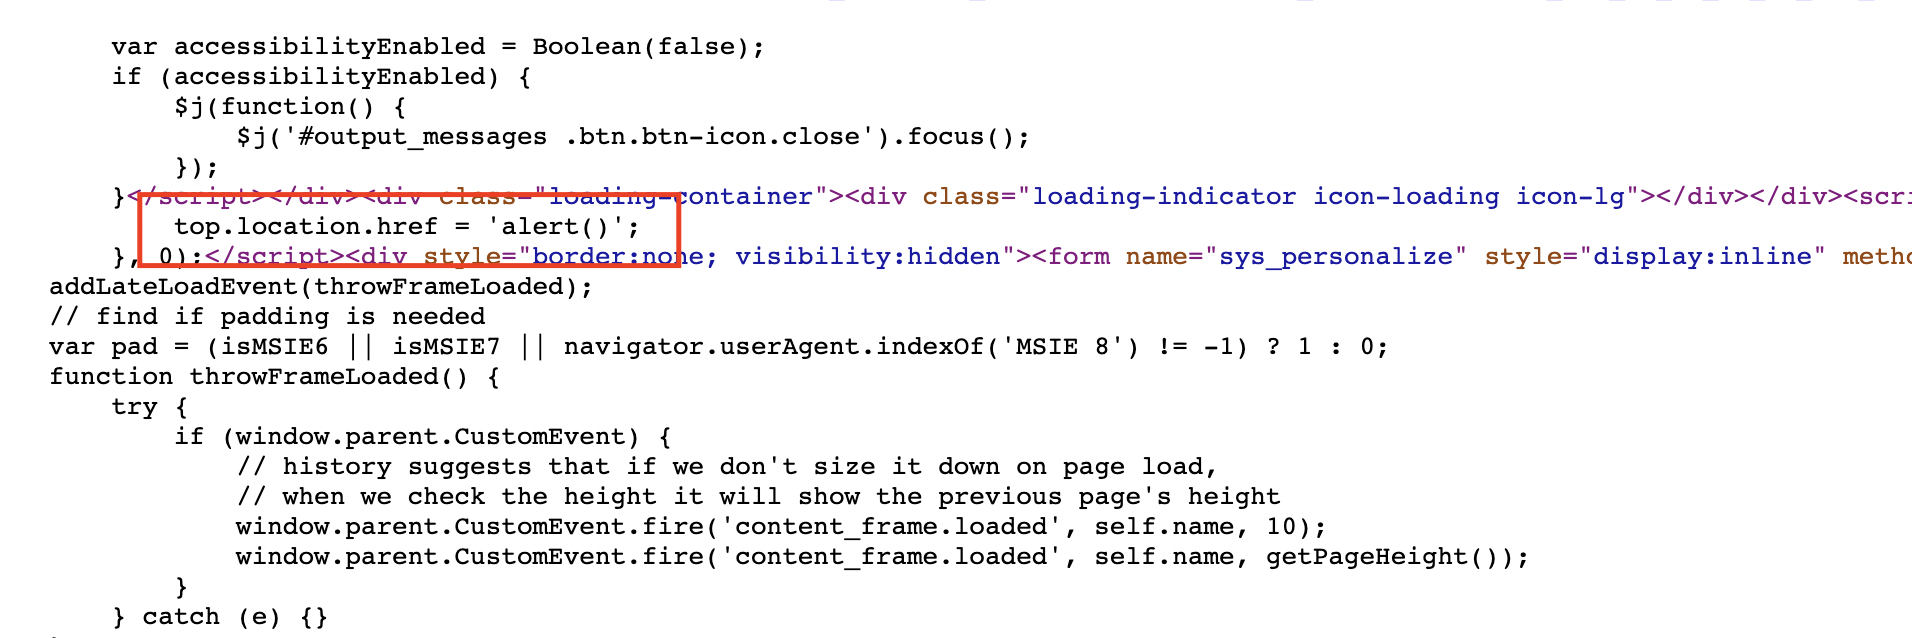 var accessibilityEnabled = Boolean(false);
if (accessibilityEnabled) {
$j(function() {
$j('#output_messages .btn.btn-icon.close').focus();
});
}</script></div><div class="loading-container"><div class="loading-indicator icon-loading icon-lg"></div></div><scri
top.location.href = 'alert()';
}, 0);</script><div style="border:none; visibility:hidden"><form name="sys_personalize" style="display:inline" metho
addLateLoadEvent(throwFrameLoaded);
// find if padding is needed
var pad = (isMSIE6 || isMSIE7 || navigator.userAgent.indexOf('MSIE 8') != -1) ? 1 : 0;
function throwFrameLoaded() {
try {
if (window.parent.CustomEvent) {
// history suggests that if we don't size it down on page load,
// when we check the height it will show the previous page's height
window.parent.CustomEvent.fire('content_frame.loaded', self.name, 10);
window.parent.CustomEvent.fire('content_frame.loaded', self.name, getPageHeight());
}
} catch (e) {}